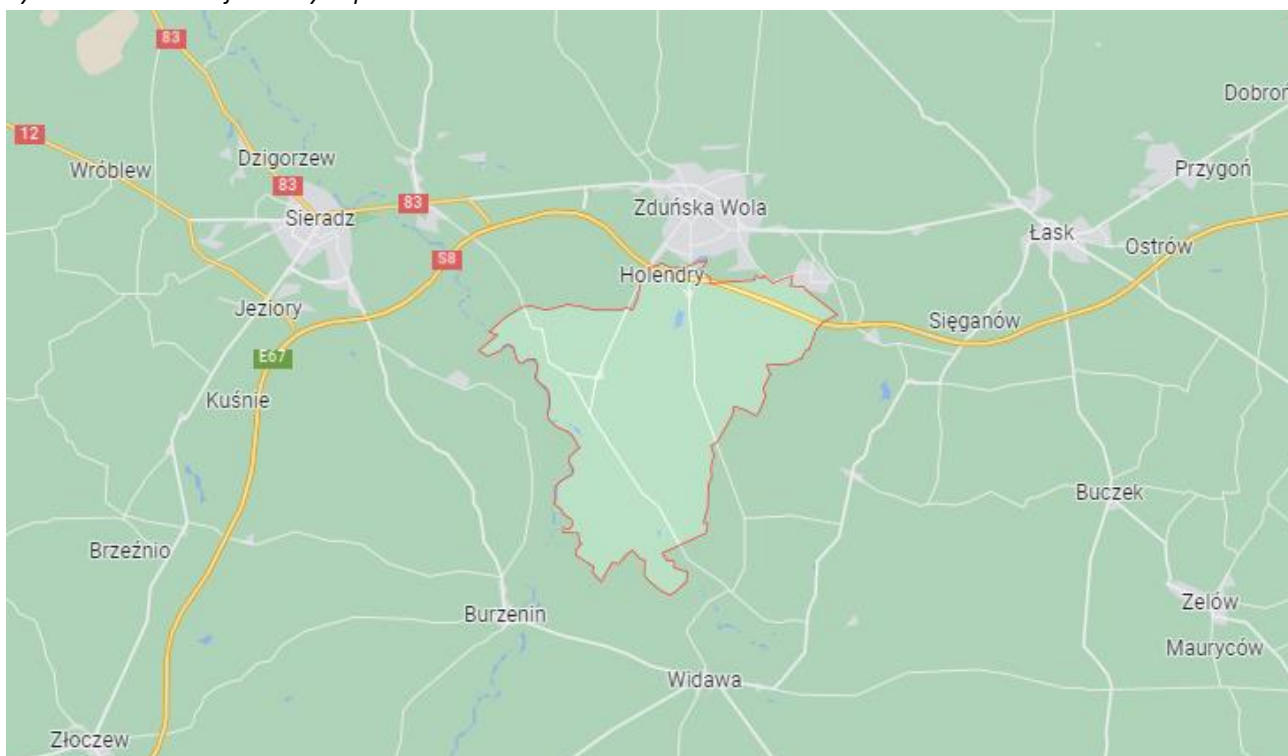 83
Dobroń
12
Dzigorzew
Wróblew
Przygoń
83
83
Zduńska Wola
Sieradz
Łask
Ostrów
S8
Holendry
Jeziory
Sięganów
E67
Kuśnie
Buczek
Brzeźnio
Zelów
Burzenin
Mauryców
Widawa
Złoczew